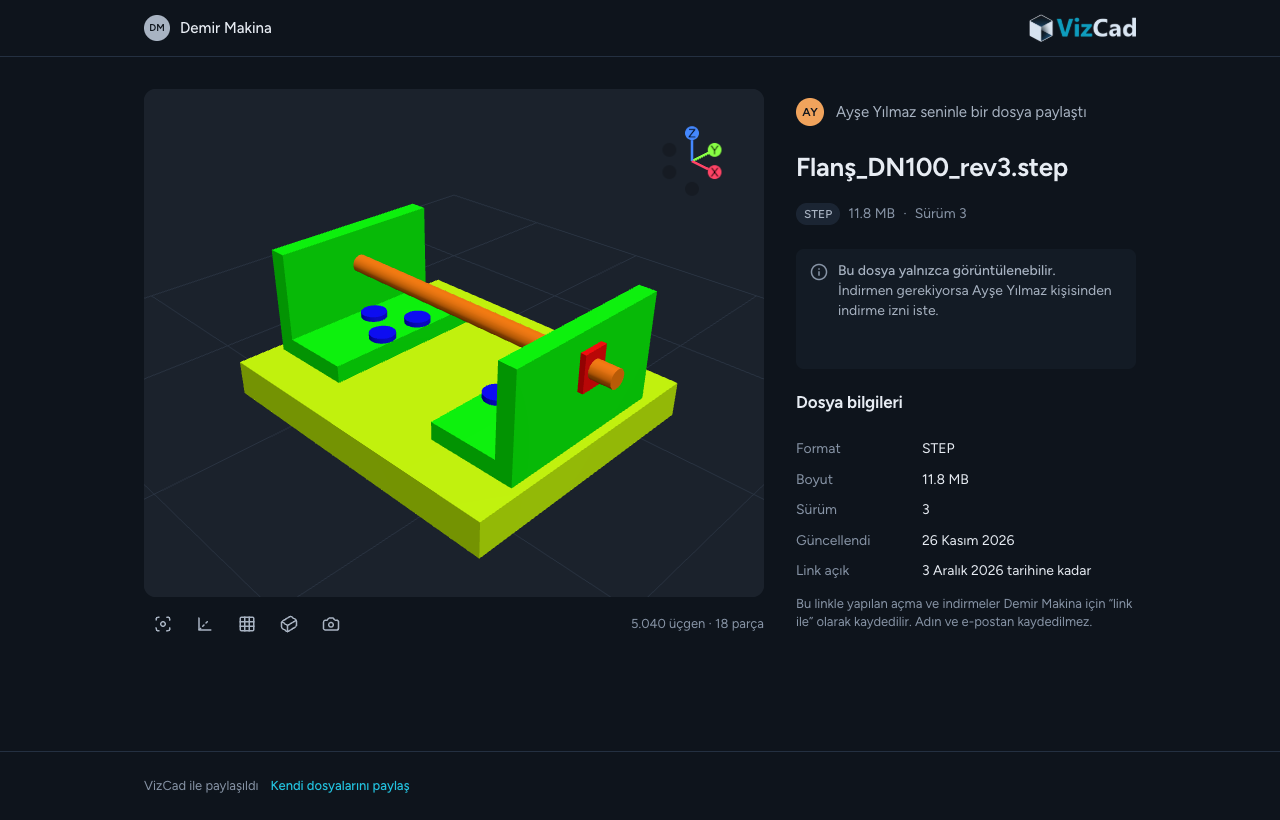 DM Demir Makina
VizCad
Z
Y
X
AY Ayşe Yılmaz seninle bir dosya paylaştı
Flanş_DN100_rev3.step
STEP 11.8 MB · Sürüm 3
Bu dosya yalnızca görüntülenebilir.
İndirmen gerekiyorsa Ayşe Yılmaz kişisinden
indirme izni iste.
Dosya bilgileri
Format STEP
Boyut 11.8 MB
Sürüm 3
Güncellendi 26 Kasım 2026
Link açık 3 Aralık 2026 tarihine kadar
Bu linkle yapılan açma ve indirmeler Demir Makina için “link
ile” olarak kaydedilir. Adın ve e-postan kaydedilmez.
5.040 üçgen · 18 parça
VizCad ile paylaşıldı Kendi dosyalarını paylaş